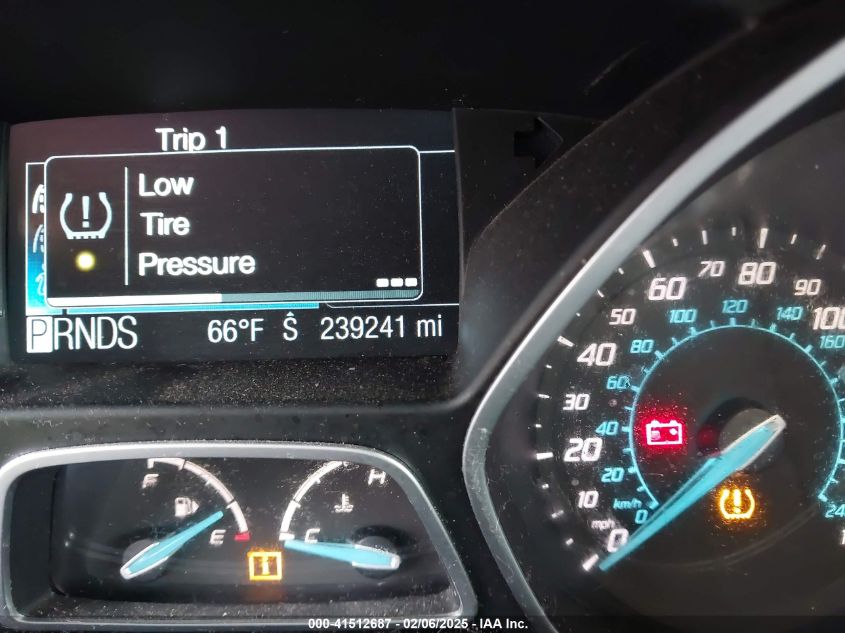 Trip 1
Low
Tire
Pressure
PRNDS 66°F Ŝ 239241 mi
F
E
H
C
mph
0
10
20
30
40
50
60
70
80
90
100
km/h
0
20
40
60
80
100
120
140
160
000-41512687 - 02/06/2025 - IAA Inc.